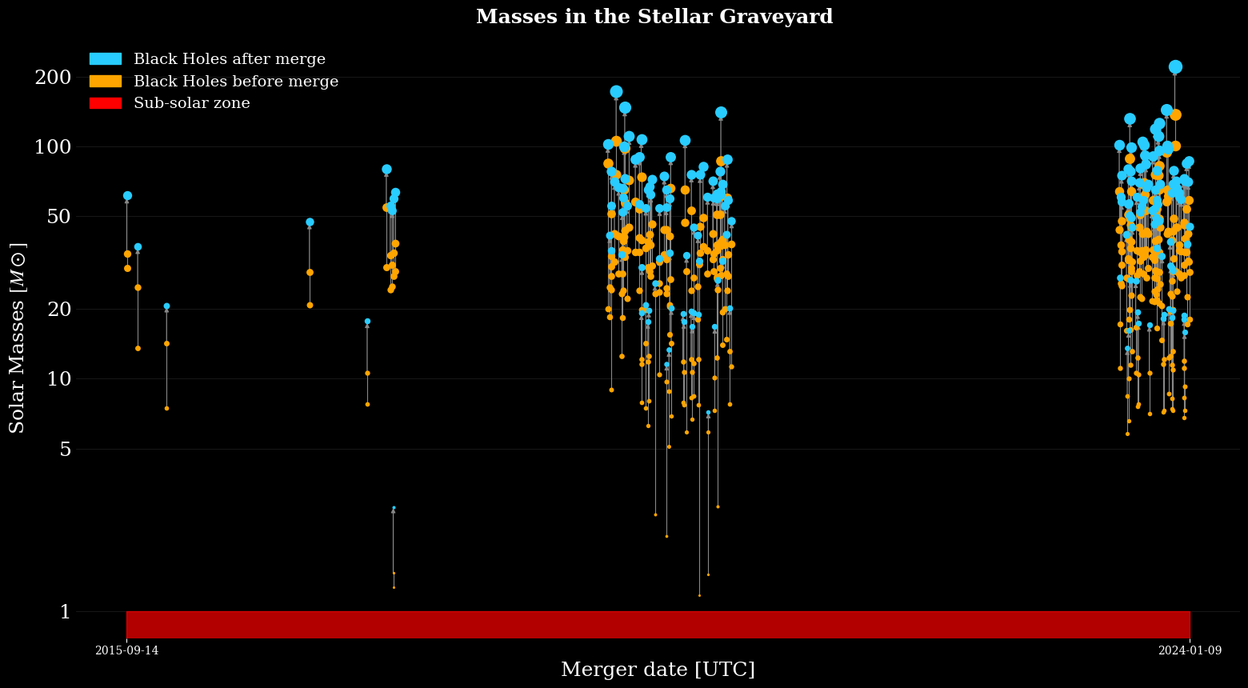 Masses in the Stellar Graveyard
Black Holes after merge
Black Holes before merge
Sub-solar zone
200
100
50
20
10
5
1
Solar Masses [M⊙]
2015-09-14
2024-01-09
Merger date [UTC]